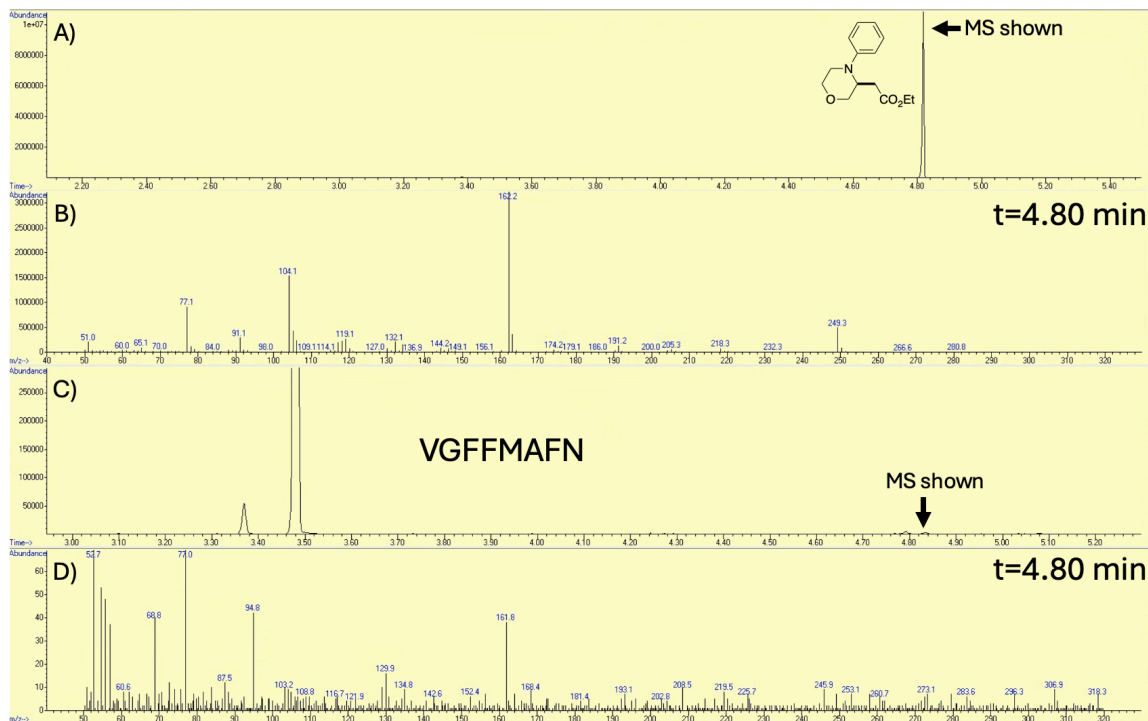 Abundance
1e+07
A)
MS shown
8000000
6000000
4000000
2000000
N
O
CO₂Et
Time->
2.20 2.40 2.60 2.80 3.00 3.20 3.40 3.60 3.80 4.00 4.20 4.40 4.60 4.80 5.00 5.20 5.40
Abundance
3000000
B)
162.2
t=4.80 min
2500000
2000000
1500000
104.1
1000000
77.1
500000
249.3
51.0 60.0 65.1 70.0 84.0 91.1 98.0 109.1 114.1 119.1 127.0 132.1 136.9 144.2 149.1 156.1 174.2 179.1 186.0 191.2 200.0 205.3 218.3 232.3 266.6 280.8
0
m/z->
40 50 60 70 80 90 100 110 120 130 140 150 160 170 180 190 200 210 220 230 240 250 260 270 280 290 300 310 320
Abundance
C)
250000
200000
VGFFMAFN
150000
100000
MS shown
50000
Time->
3.00 3.10 3.20 3.30 3.40 3.50 3.60 3.70 3.80 3.90 4.00 4.10 4.20 4.30 4.40 4.50 4.60 4.70 4.80 4.90 5.00 5.10 5.20
Abundance
52.7 77.0
D)
t=4.80 min
60
50
40
68.8 94.8 161.8
30
20
129.9
10
60.6 87.5 103.2 108.8 116.7 121.9 134.8 142.6 152.4 168.4 181.4 193.1 202.8 208.5 219.5 225.7 245.9 253.1 260.7 273.1 283.6 296.3 306.9 318.3
0
m/z->
50 60 70 80 90 100 110 120 130 140 150 160 170 180 190 200 210 220 230 240 250 260 270 280 290 300 310 320